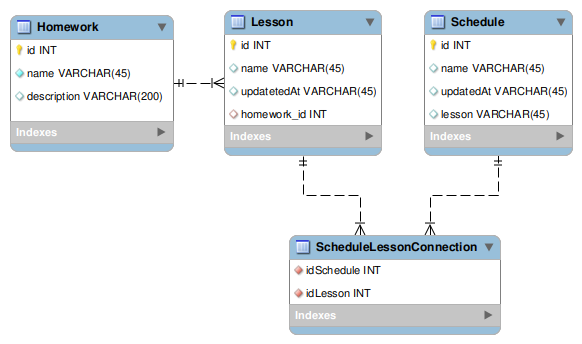 Homework
id INT
name VARCHAR(45)
description VARCHAR(200)
Indexes
Lesson
id INT
name VARCHAR(45)
updatetedAt VARCHAR(45)
homework_id INT
Indexes
Schedule
id INT
name VARCHAR(45)
updatedAt VARCHAR(45)
lesson VARCHAR(45)
Indexes
ScheduleLessonConnection
idSchedule INT
idLesson INT
Indexes